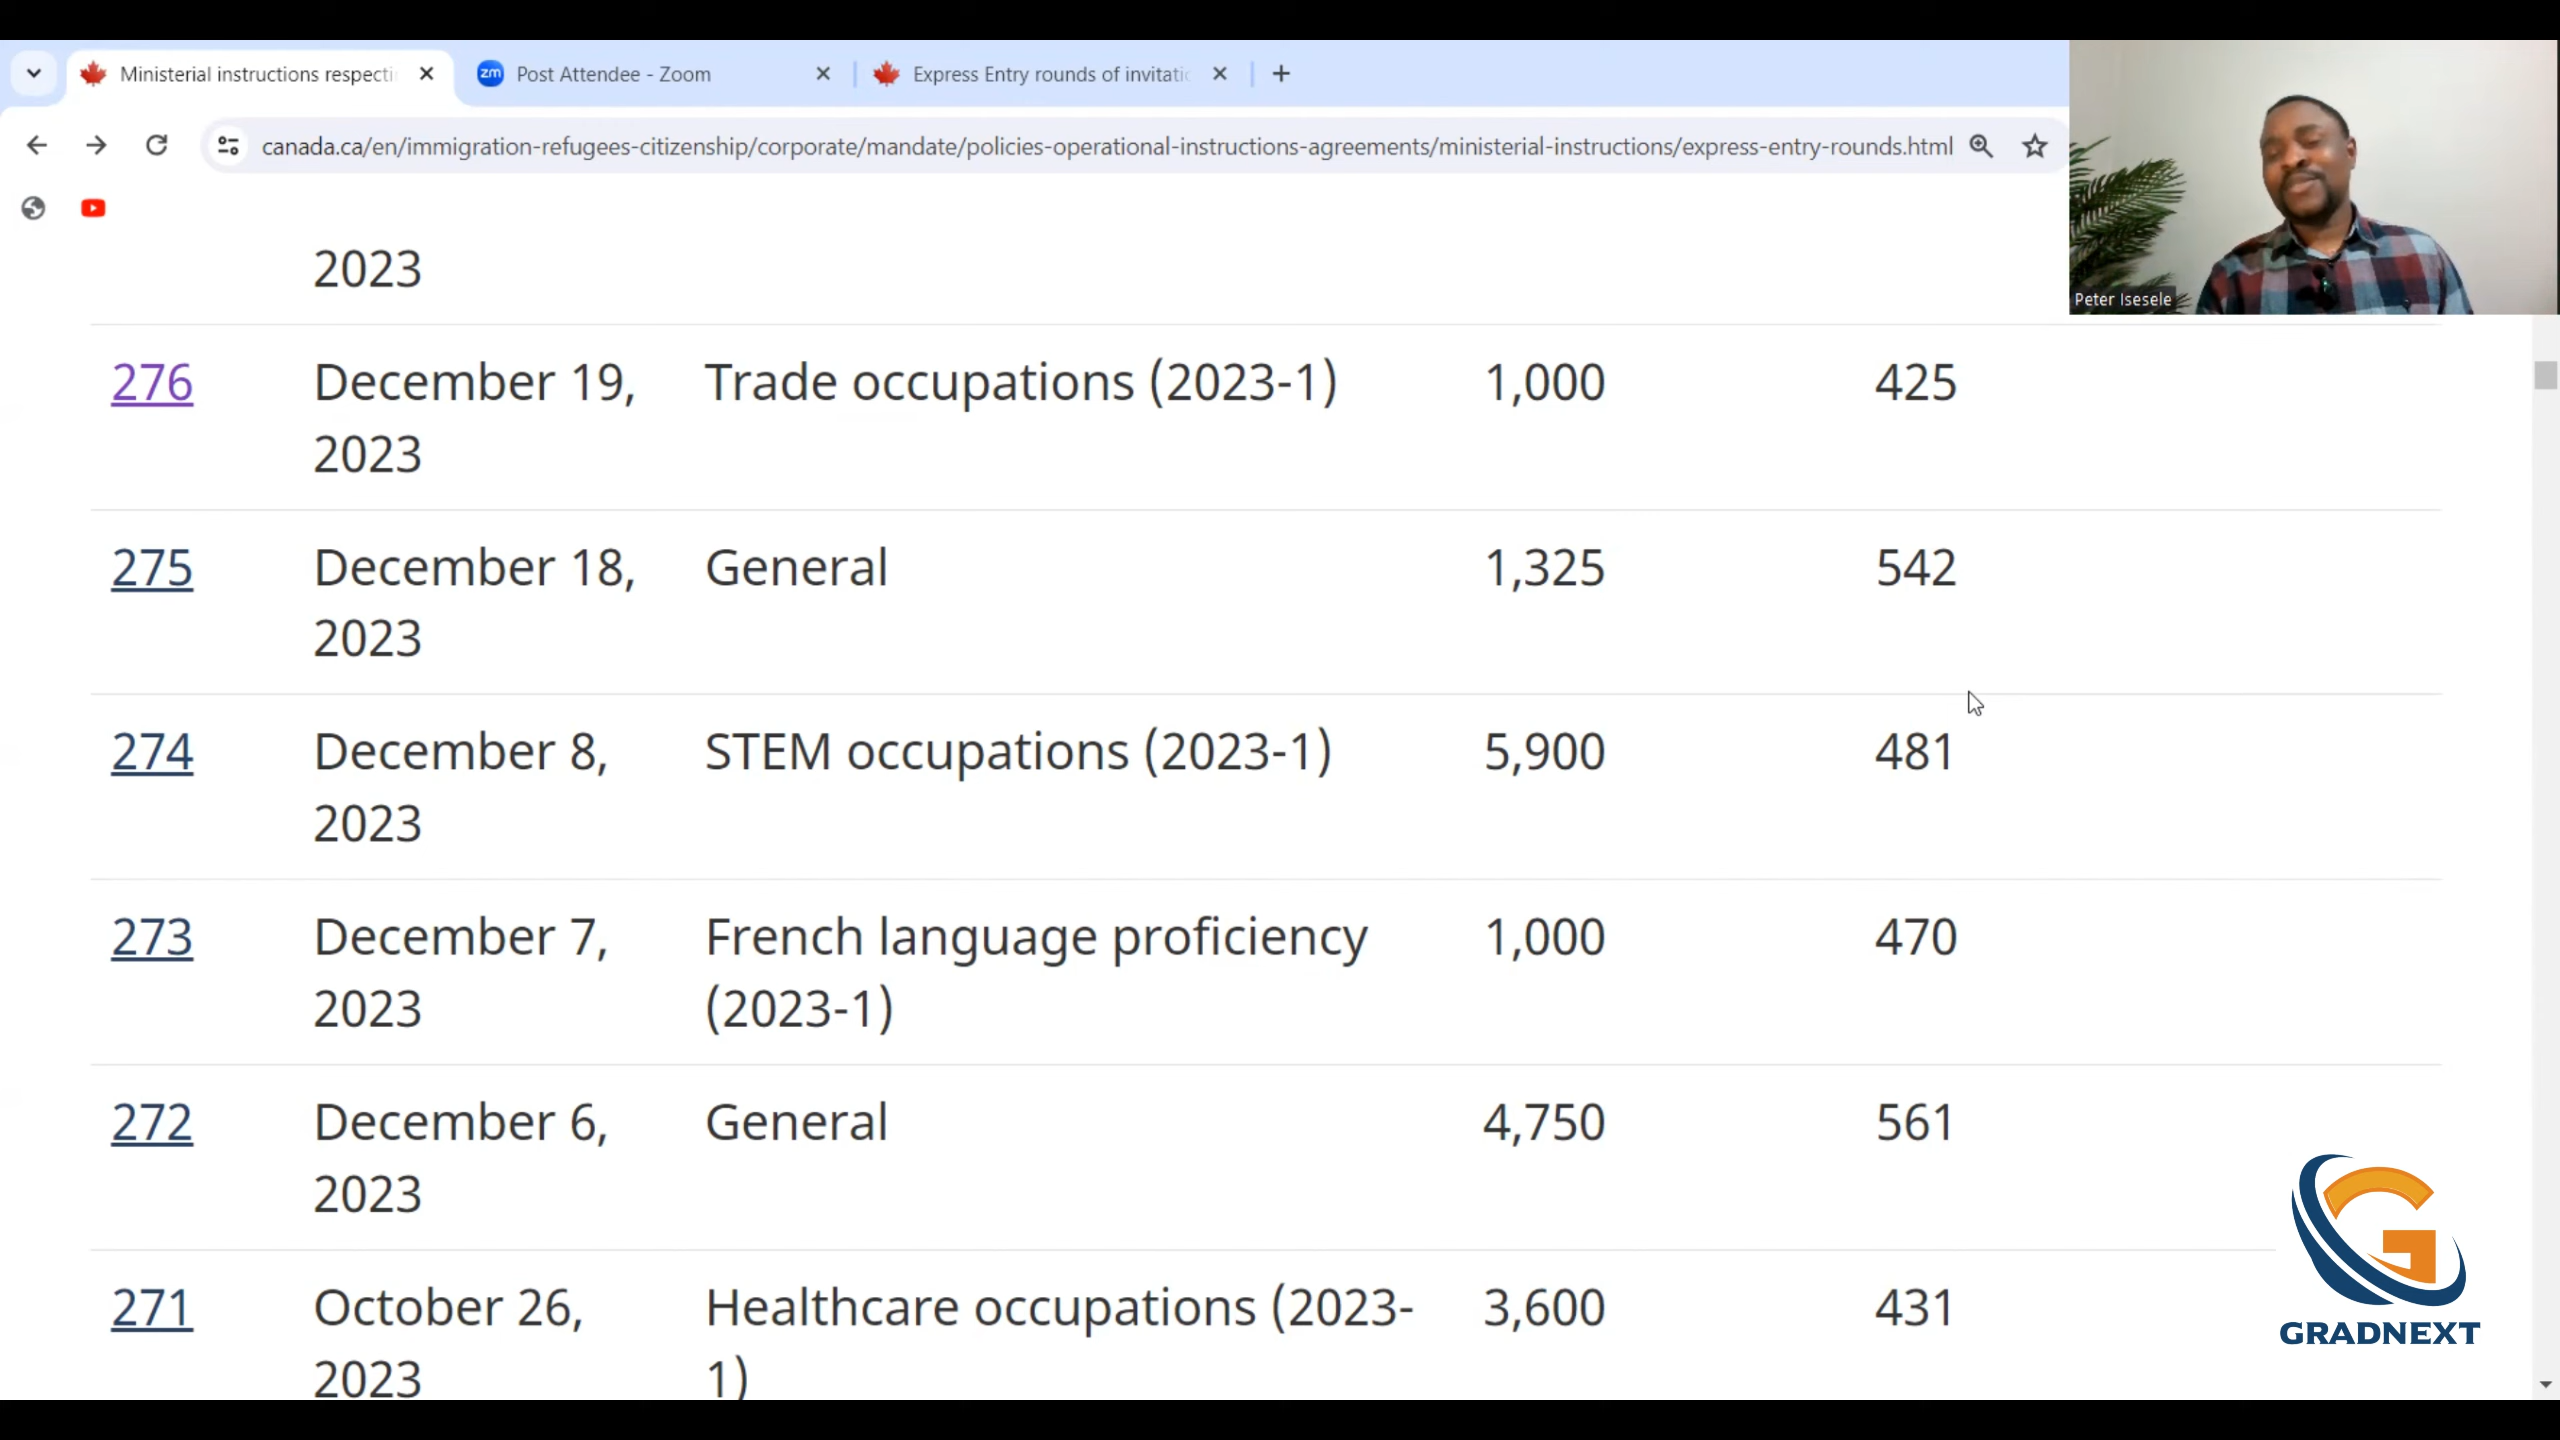 Ministerial instructions respecti
Post Attendee - Zoom
Express Entry rounds of invitatic
canada.ca/en/immigration-refugees-citizenship/corporate/mandate/policies-operational-instructions-agreements/ministerial-instructions/express-entry-rounds.html
Peter Isesele
2023
276 December 19, Trade occupations (2023-1) 1,000 425
2023
275 December 18, General 1,325 542
2023
274 December 8, STEM occupations (2023-1) 5,900 481
2023
273 December 7, French language proficiency 1,000 470
2023 (2023-1)
272 December 6, General 4,750 561
2023
271 October 26, Healthcare occupations (2023- 3,600 431
2023 1)
zm
GRADNEXT